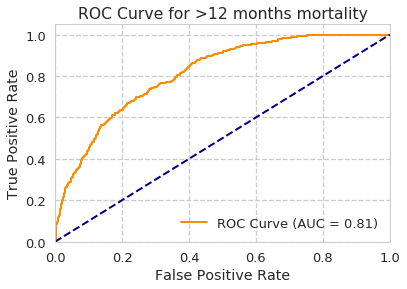 ROC Curve for >12 months mortality
True Positive Rate
1.0
0.8
0.6
0.4
0.2
0.0
ROC Curve (AUC = 0.81)
0.0 0.2 0.4 0.6 0.8 1.0
False Positive Rate